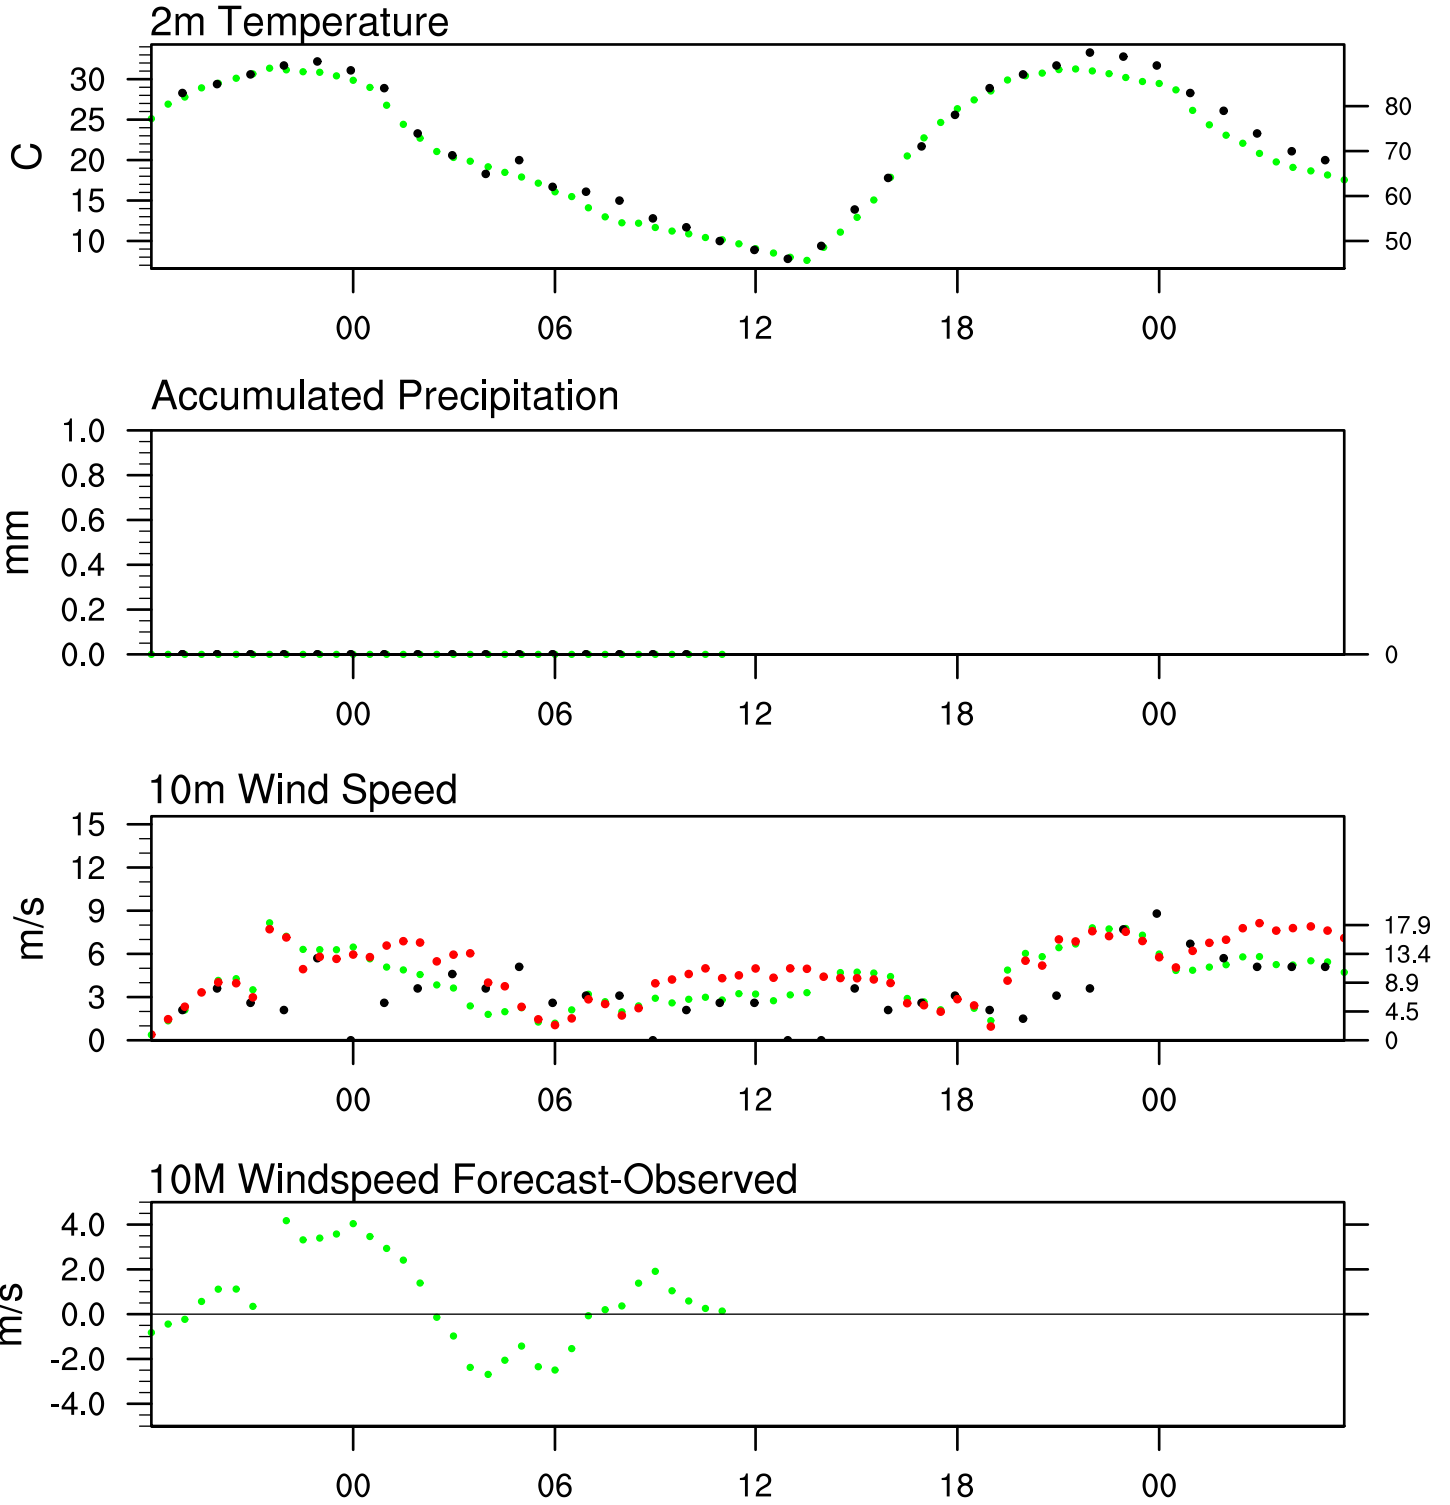 2m Temperature
30
25
20
15
10
C
80
70
60
50
00 06 12 18 00
Accumulated Precipitation
1.0
0.8
0.6
0.4
0.2
0.0
mm
0
00 06 12 18 00
10m Wind Speed
15
12
9
6
3
0
m/s
17.9
13.4
8.9
4.5
0
00 06 12 18 00
10M Windspeed Forecast-Observed
4.0
2.0
0.0
-2.0
-4.0
m/s
00 06 12 18 00